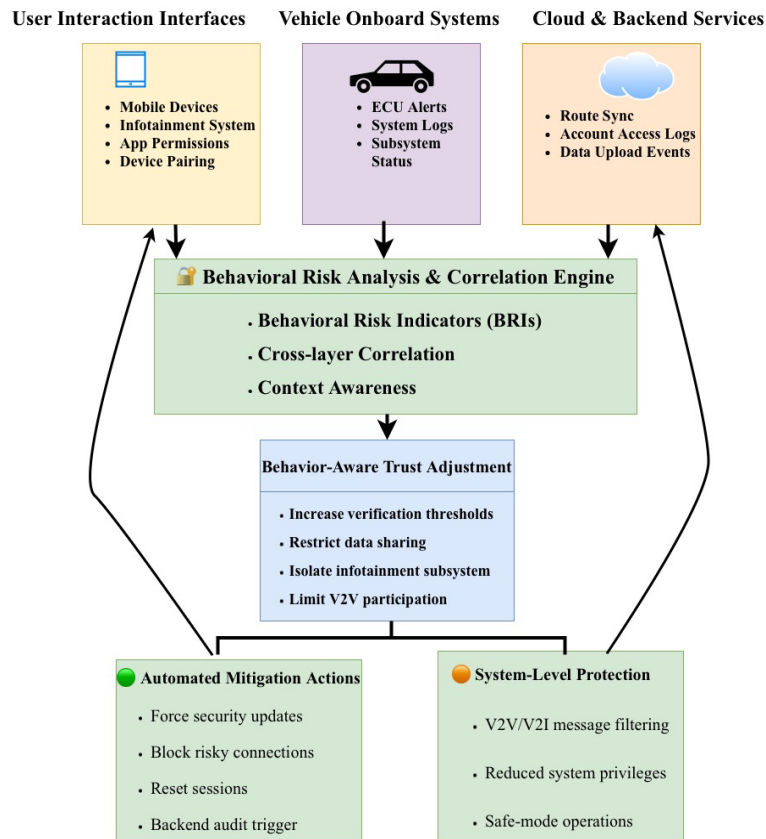 User Interaction Interfaces
Vehicle Onboard Systems
Cloud & Backend Services
• Mobile Devices
• Infotainment System
• App Permissions
• Device Pairing
• ECU Alerts
• System Logs
• Subsystem
Status
• Route Sync
• Account Access Logs
• Data Upload Events
Behavioral Risk Analysis & Correlation Engine
• Behavioral Risk Indicators (BRIs)
• Cross-layer Correlation
• Context Awareness
Behavior-Aware Trust Adjustment
• Increase verification thresholds
• Restrict data sharing
• Isolate infotainment subsystem
• Limit V2V participation
Automated Mitigation Actions
• Force security updates
• Block risky connections
• Reset sessions
• Backend audit trigger
System-Level Protection
• V2V/V2I message filtering
• Reduced system privileges
• Safe-mode operations